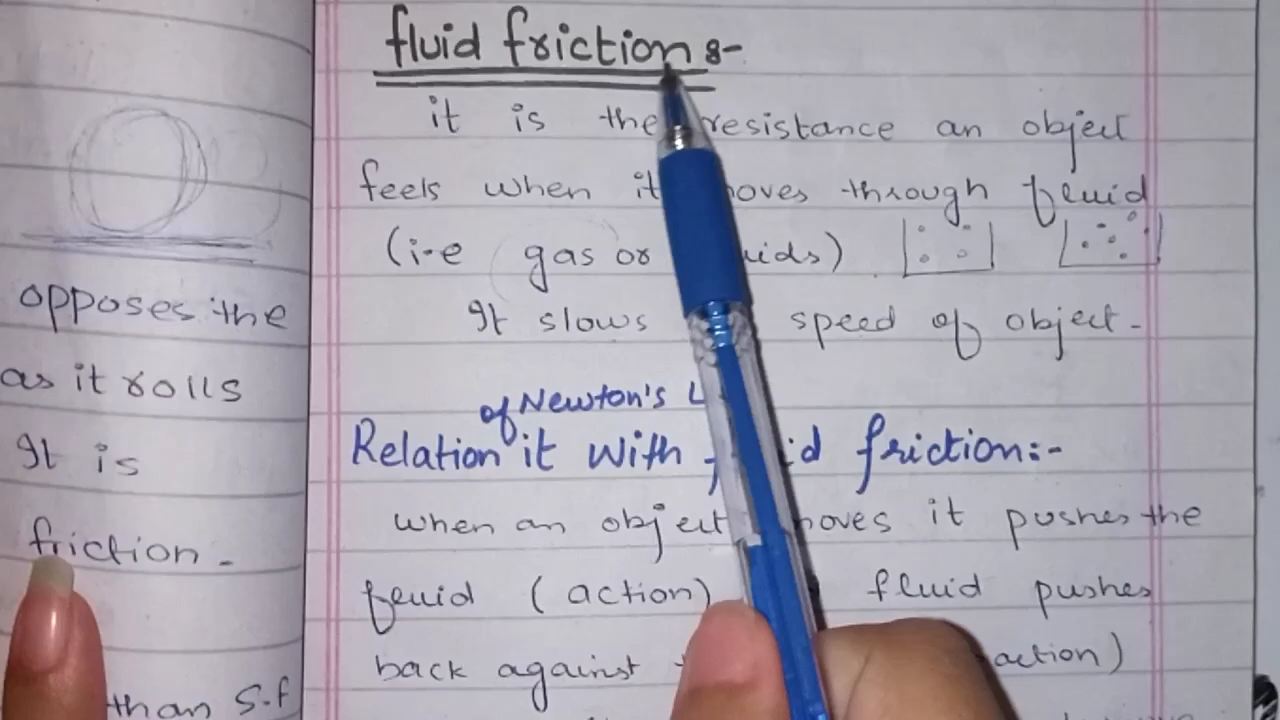 opposes the
as it rolls
It is
friction.
than S.f
fluid friction :-
it is the resistance an object
feels when it moves through fluid
(i-e gas or uids)
It slows speed of object.
of Newton's L
Relation it with id friction:-
when an object moves it pushes the
fluid (action) fluid pushes
back against action)